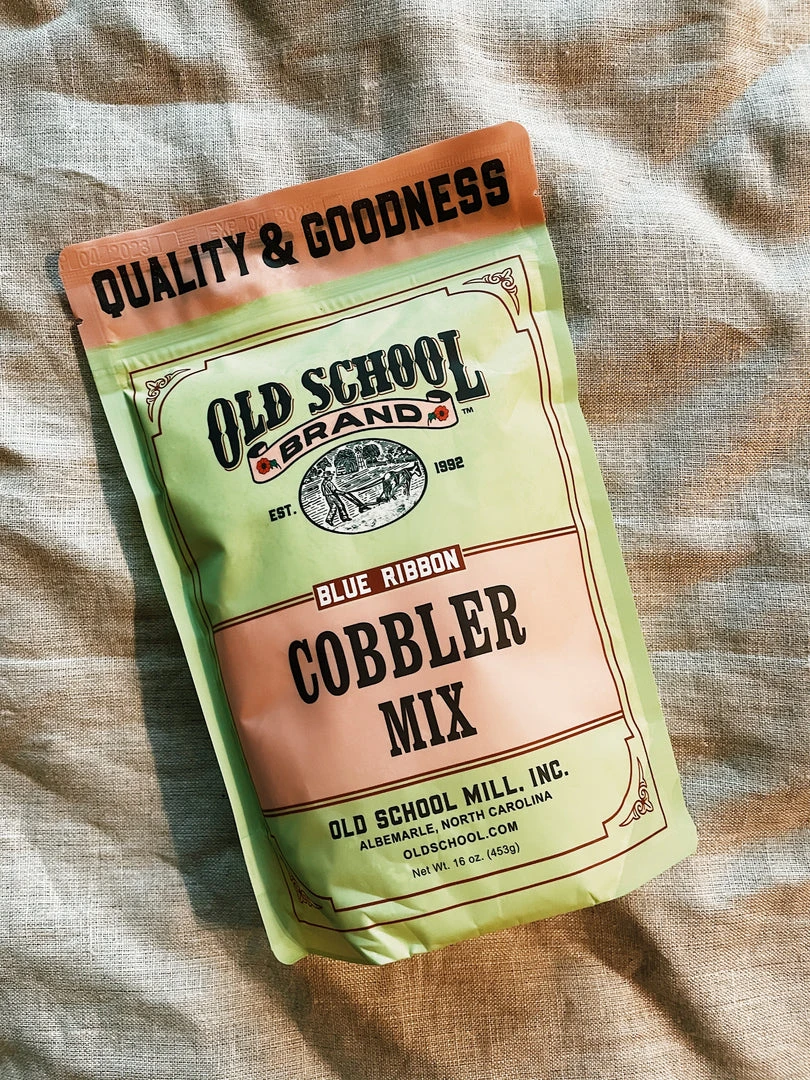 QUALITY & GOODNESS
OLD SCHOOL
BRAND
TM
EST. 1992
BLUE RIBBON
COBBLER
MIX
OLD SCHOOL MILL, INC.
ALBEMARLE, NORTH CAROLINA
OLDSCHOOL.COM
Net Wt. 16 oz. (453g)